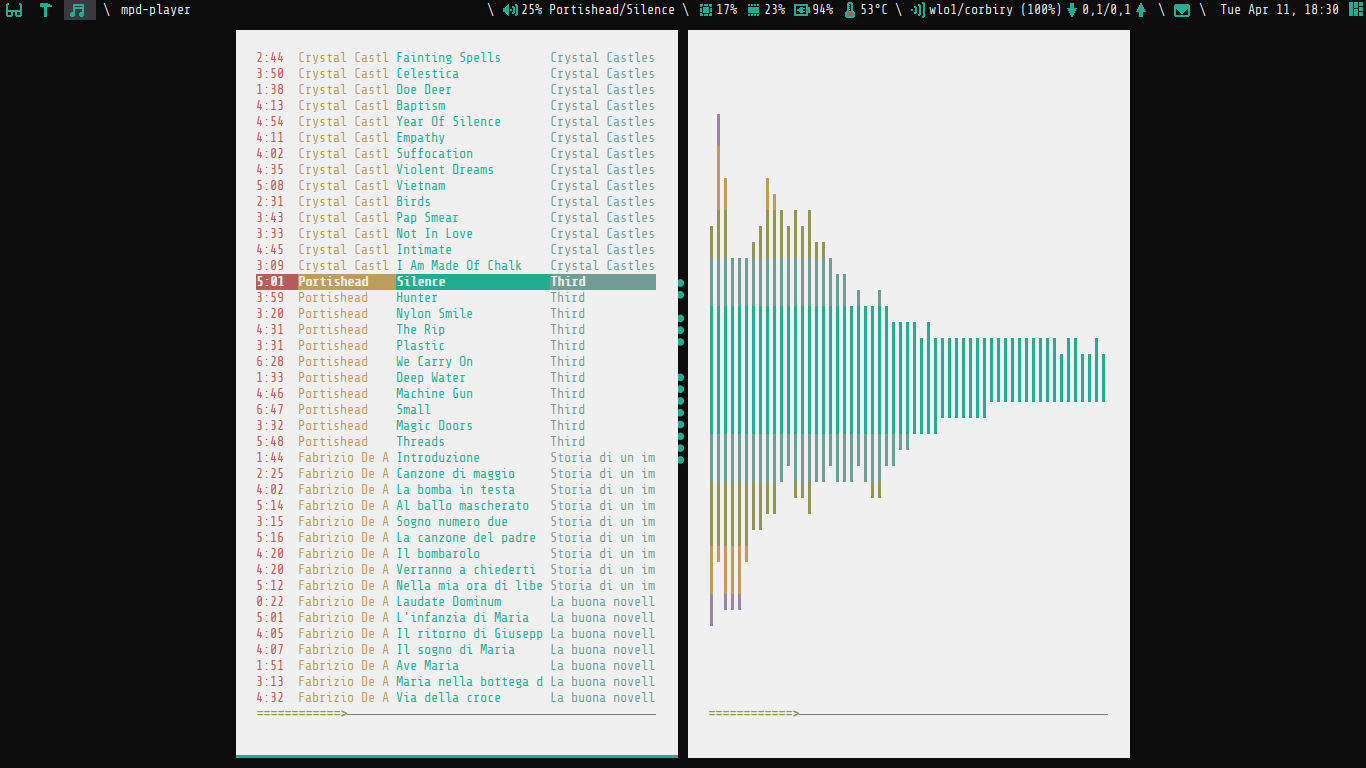 \ mpd-player \ 25% Portishead/Silence \ 17% 23% 94% 53°C \ wlo1/corbiry (100%) 0,1/0,1 \ \ Tue Apr 11, 18:30
2:44 Crystal Castl Fainting Spells Crystal Castles
3:50 Crystal Castl Celestica Crystal Castles
1:38 Crystal Castl Doe Deer Crystal Castles
4:13 Crystal Castl Baptism Crystal Castles
4:54 Crystal Castl Year Of Silence Crystal Castles
4:11 Crystal Castl Empathy Crystal Castles
4:02 Crystal Castl Suffocation Crystal Castles
4:35 Crystal Castl Violent Dreams Crystal Castles
5:08 Crystal Castl Vietnam Crystal Castles
2:31 Crystal Castl Birds Crystal Castles
3:43 Crystal Castl Pap Smear Crystal Castles
3:33 Crystal Castl Not In Love Crystal Castles
4:45 Crystal Castl Intimate Crystal Castles
3:09 Crystal Castl I Am Made Of Chalk Crystal Castles
5:01 Portishead Silence Third
3:59 Portishead Hunter Third
3:20 Portishead Nylon Smile Third
4:31 Portishead The Rip Third
3:31 Portishead Plastic Third
6:28 Portishead We Carry On Third
1:33 Portishead Deep Water Third
4:46 Portishead Machine Gun Third
6:47 Portishead Small Third
3:32 Portishead Magic Doors Third
5:48 Portishead Threads Third
1:44 Fabrizio De A Introduzione Storia di un im
2:25 Fabrizio De A Canzone di maggio Storia di un im
4:02 Fabrizio De A La bomba in testa Storia di un im
5:14 Fabrizio De A Al ballo mascherato Storia di un im
3:15 Fabrizio De A Sogno numero due Storia di un im
5:16 Fabrizio De A La canzone del padre Storia di un im
4:20 Fabrizio De A Il bombarolo Storia di un im
4:20 Fabrizio De A Verranno a chiederti Storia di un im
5:12 Fabrizio De A Nella mia ora di libe Storia di un im
0:22 Fabrizio De A Laudate Dominum La buona novell
5:01 Fabrizio De A L'infanzia di Maria La buona novell
4:05 Fabrizio De A Il ritorno di Giusepp La buona novell
4:07 Fabrizio De A Il sogno di Maria La buona novell
1:51 Fabrizio De A Ave Maria La buona novell
3:13 Fabrizio De A Maria nella bottega d La buona novell
4:32 Fabrizio De A Via della croce La buona novell